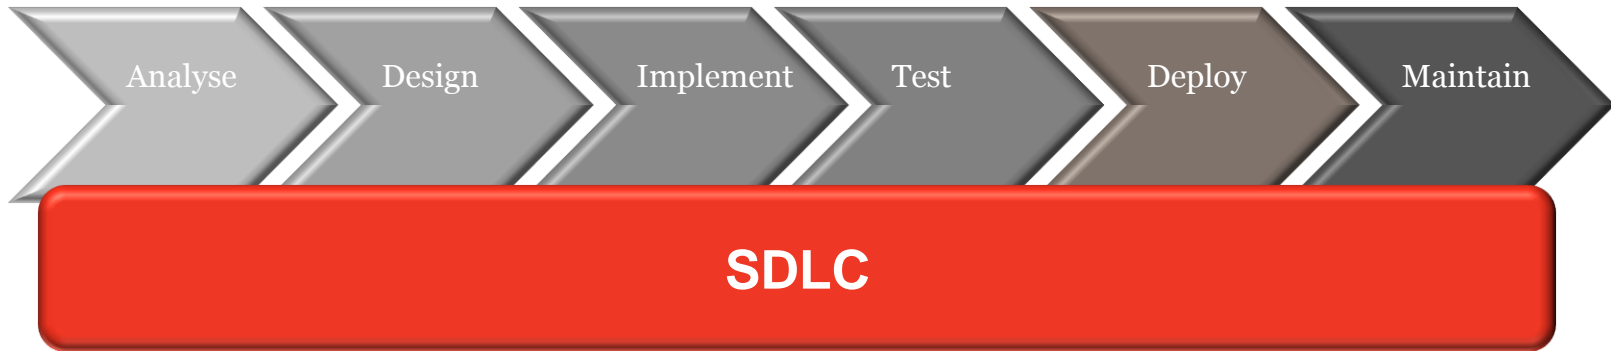 Analyse
Design
Implement
Test
Deploy
Maintain
SDLC